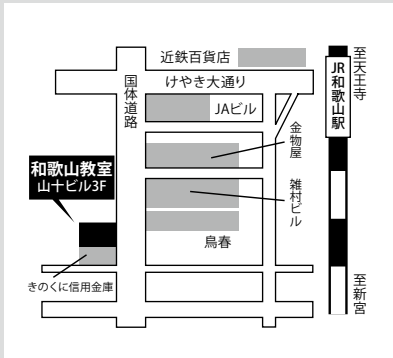 近鉄百貨店
けやき大通り
国体道路
JAビル
JR和歌山駅
至天王寺
金物屋
雑村ビル
和歌山教室
山十ビル3F
鳥春
きのくに信用金庫
至新宮